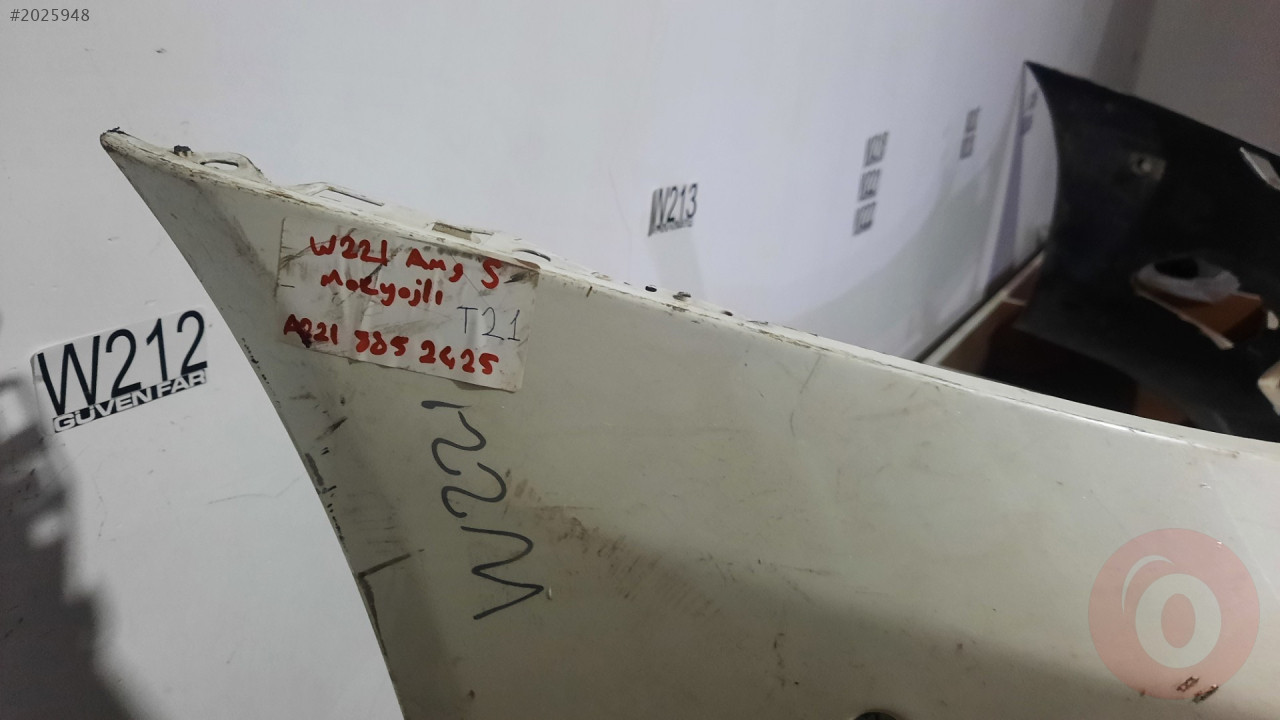 #2025948
W221 Amg S
Makyajlı
T21
A221 885 2425
W221
W212
GUVEN FAR
W213